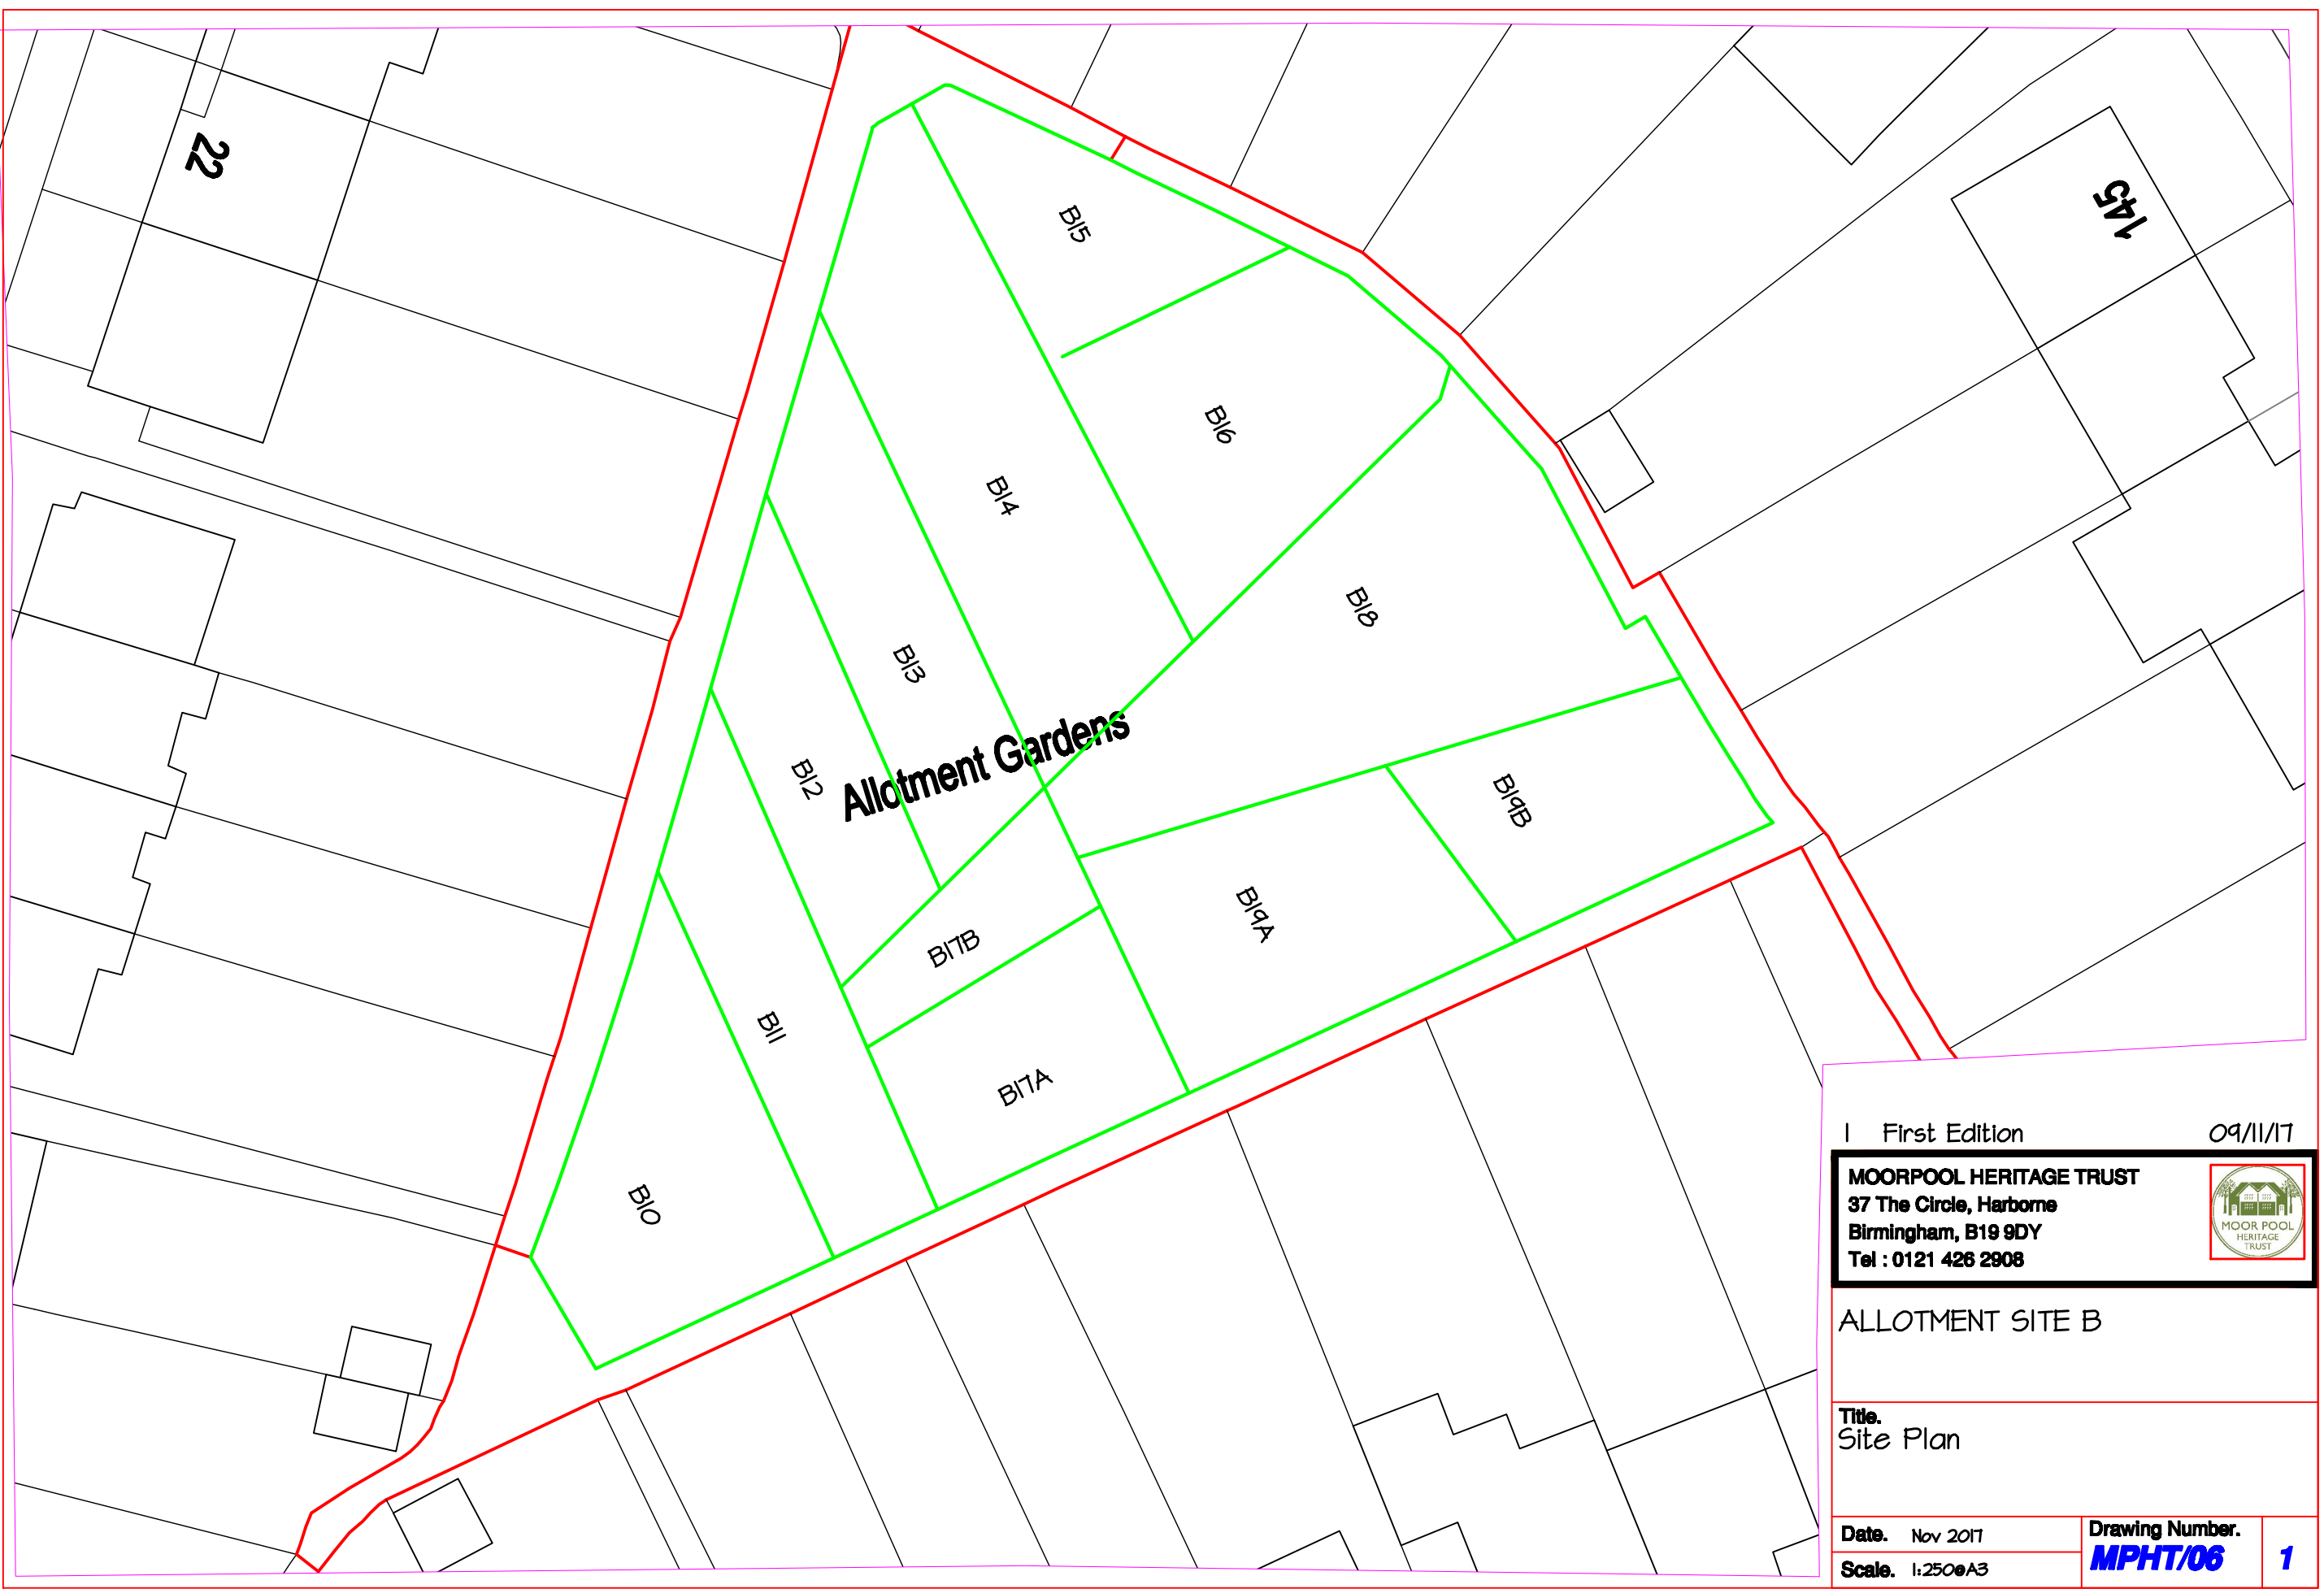 22
145
B15
B16
B14
B18
B13
Allotment Gardens
B12
B19B
B19A
B17B
B11
B17A
B10
1 First Edition 09/11/17
MOORPOOL HERITAGE TRUST
37 The Circle, Harborne
Birmingham, B19 9DY
Tel : 0121 426 2908
MOOR POOL
HERITAGE
TRUST
ALLOTMENT SITE B
Title.
Site Plan
Date. Nov 2017
Drawing Number.
MPHT/06 1
Scale. 1:250@A3